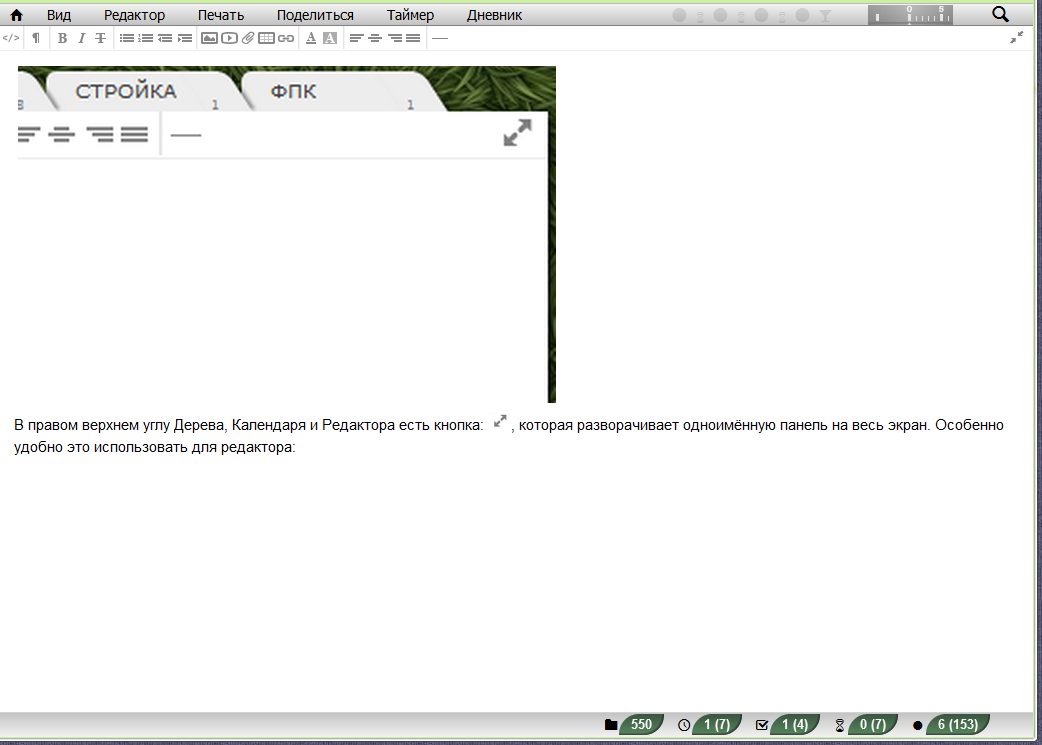 Вид Редактор Печать Поделиться Таймер Дневник
0 5
</> ¶ B I T A A
СТРОЙКА 1 ФПК 1
В правом верхнем углу Дерева, Календаря и Редактора есть кнопка: , которая разворачивает одноимённую панель на весь экран. Особенно
удобно это использовать для редактора:
550 1 (7) 1 (4) 0 (7) 6 (153)